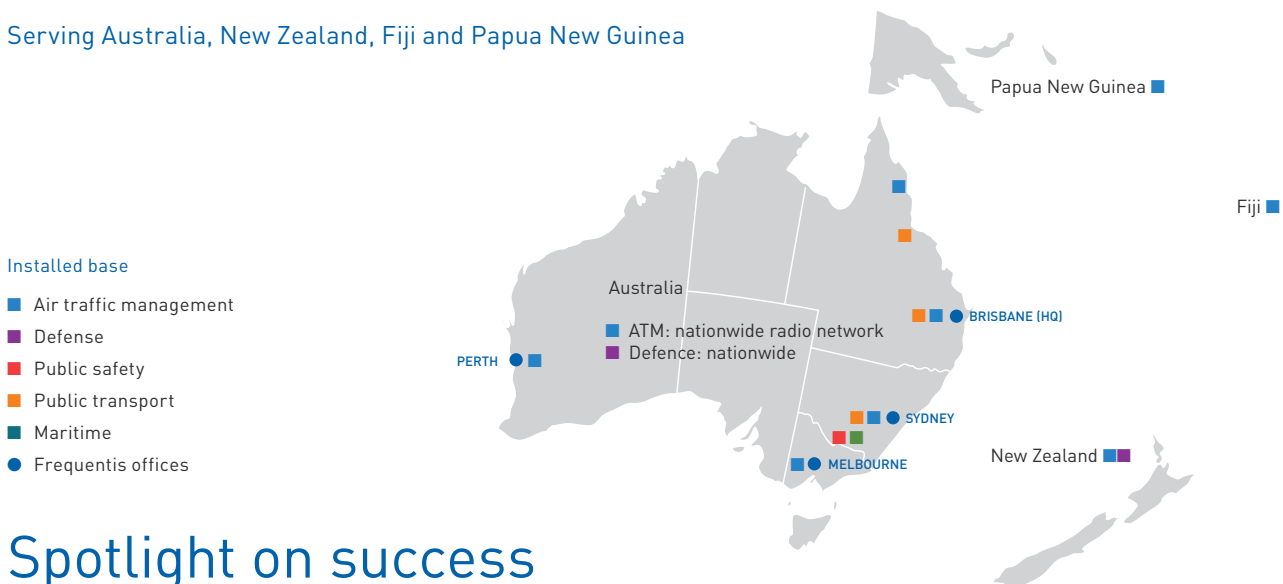 Serving Australia, New Zealand, Fiji and Papua New Guinea
Papua New Guinea
Fiji
Installed base
Air traffic management
Defense
Public safety
Public transport
Maritime
Frequentis offices
Australia
ATM: nationwide radio network
Defence: nationwide
BRISBANE (HQ)
PERTH
SYDNEY
MELBOURNE
New Zealand
Spotlight on success